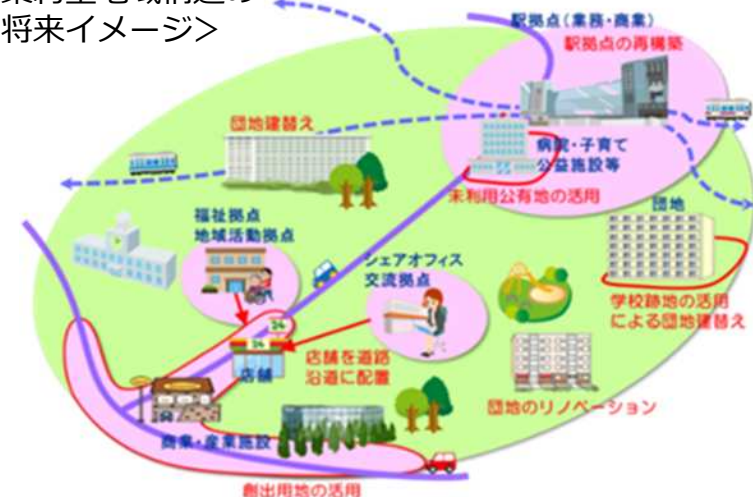 将来イメージ>
駅拠点(業務・商業)
駅拠点の再構築
団地建替え
病院・子育て
公益施設等
未利用公有地の活用
団地
福祉拠点
地域活動拠点
シェアオフィス
交流拠点
学校跡地の活用
による団地建替え
24
24
店舗
店舗を道路
沿道に配置
団地のリノベーション
商業・産業施設
創出用地の活用